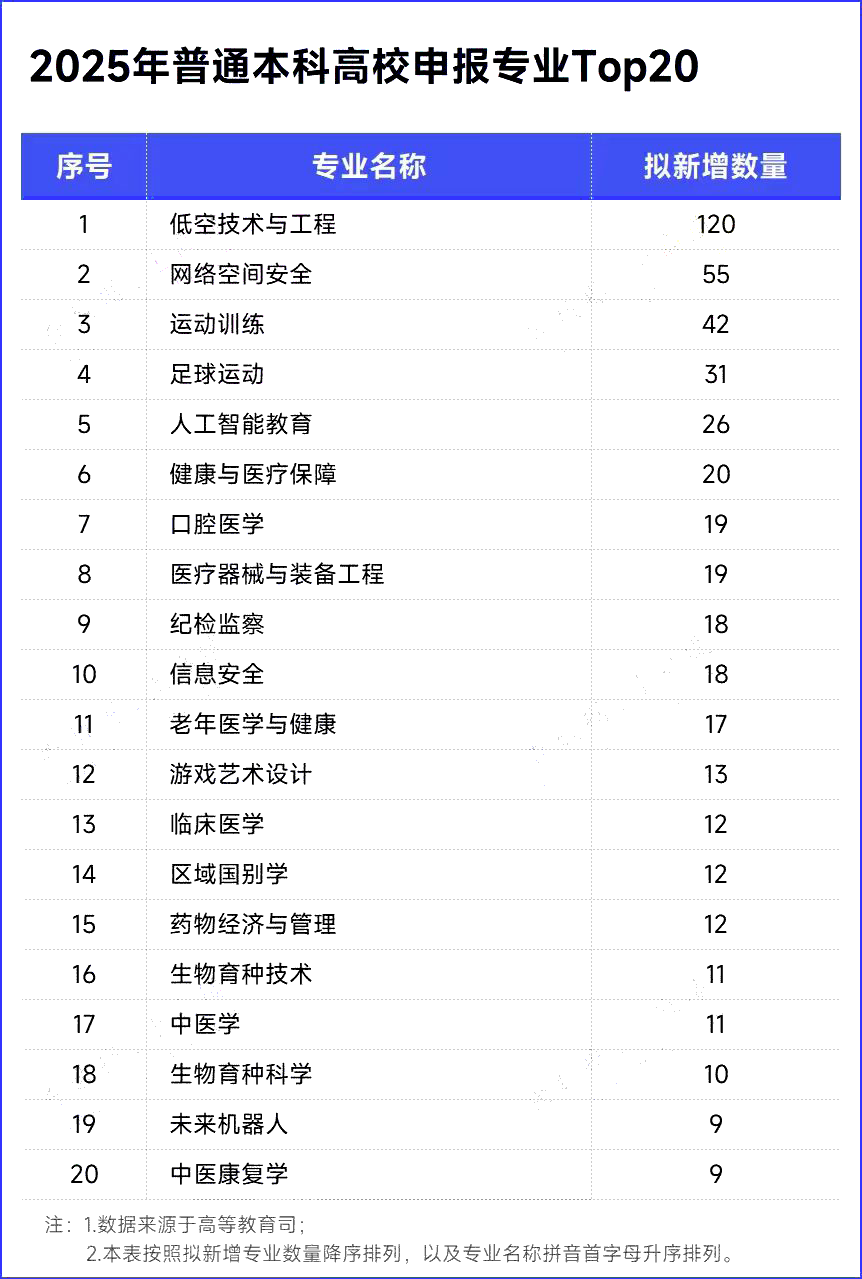 2025年普通本科高校申报专业Top20
序号 专业名称 拟新增数量
1 低空技术与工程 120
2 网络空间安全 55
3 运动训练 42
4 足球运动 31
5 人工智能教育 26
6 健康与医疗保障 20
7 口腔医学 19
8 医疗器械与装备工程 19
9 纪检监察 18
10 信息安全 18
11 老年医学与健康 17
12 游戏艺术设计 13
13 临床医学 12
14 区域国别学 12
15 药物经济与管理 12
16 生物育种技术 11
17 中医学 11
18 生物育种科学 10
19 未来机器人 9
20 中医康复学 9
注：1.数据来源于高等教育司；
2.本表按照拟新增专业数量降序排列，以及专业名称拼音首字母升序排列。